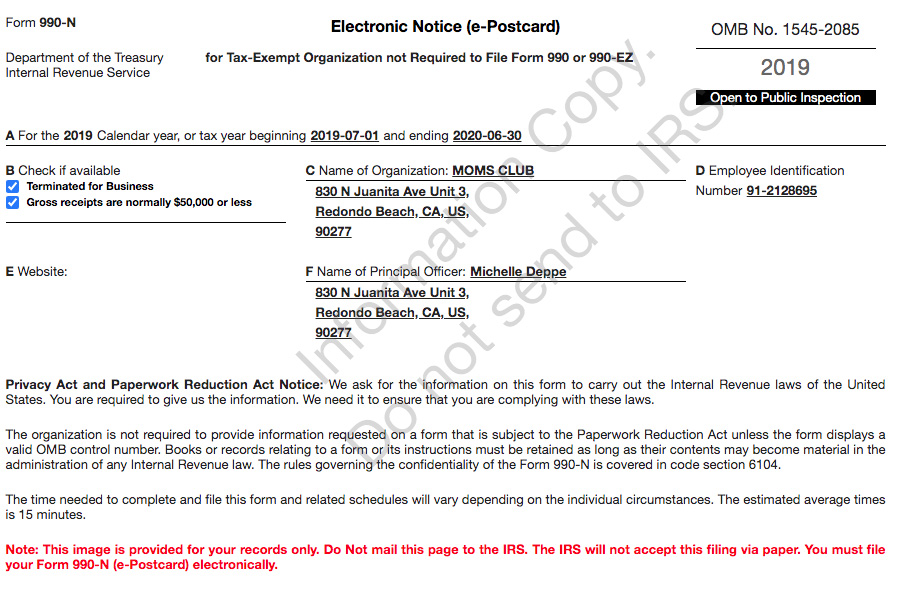 Form 990-N
Electronic Notice (e-Postcard)
OMB No. 1545-2085
Department of the Treasury
Internal Revenue Service
for Tax-Exempt Organization not Required to File Form 990 or 990-EZ
2019
Open to Public Inspection
A For the 2019 Calendar year, or tax year beginning 2019-07-01 and ending 2020-06-30
B Check if available
Terminated for Business
Gross receipts are normally $50,000 or less
C Name of Organization: MOMS CLUB
830 N Juanita Ave Unit 3,
Redondo Beach, CA, US,
90277
D Employee Identification
Number 91-2128695
E Website:
F Name of Principal Officer: Michelle Deppe
830 N Juanita Ave Unit 3,
Redondo Beach, CA, US,
90277
Privacy Act and Paperwork Reduction Act Notice: We ask for the information on this form to carry out the Internal Revenue laws of the United
States. You are required to give us the information. We need it to ensure that you are complying with these laws.
The organization is not required to provide information requested on a form that is subject to the Paperwork Reduction Act unless the form displays a
valid OMB control number. Books or records relating to a form or its instructions must be retained as long as their contents may become material in the
administration of any Internal Revenue law. The rules governing the confidentiality of the Form 990-N is covered in code section 6104.
The time needed to complete and file this form and related schedules will vary depending on the individual circumstances. The estimated average times
is 15 minutes.
Note: This image is provided for your records only. Do Not mail this page to the IRS. The IRS will not accept this filing via paper. You must file
your Form 990-N (e-Postcard) electronically.
Information Copy.
Do not send to IRS.